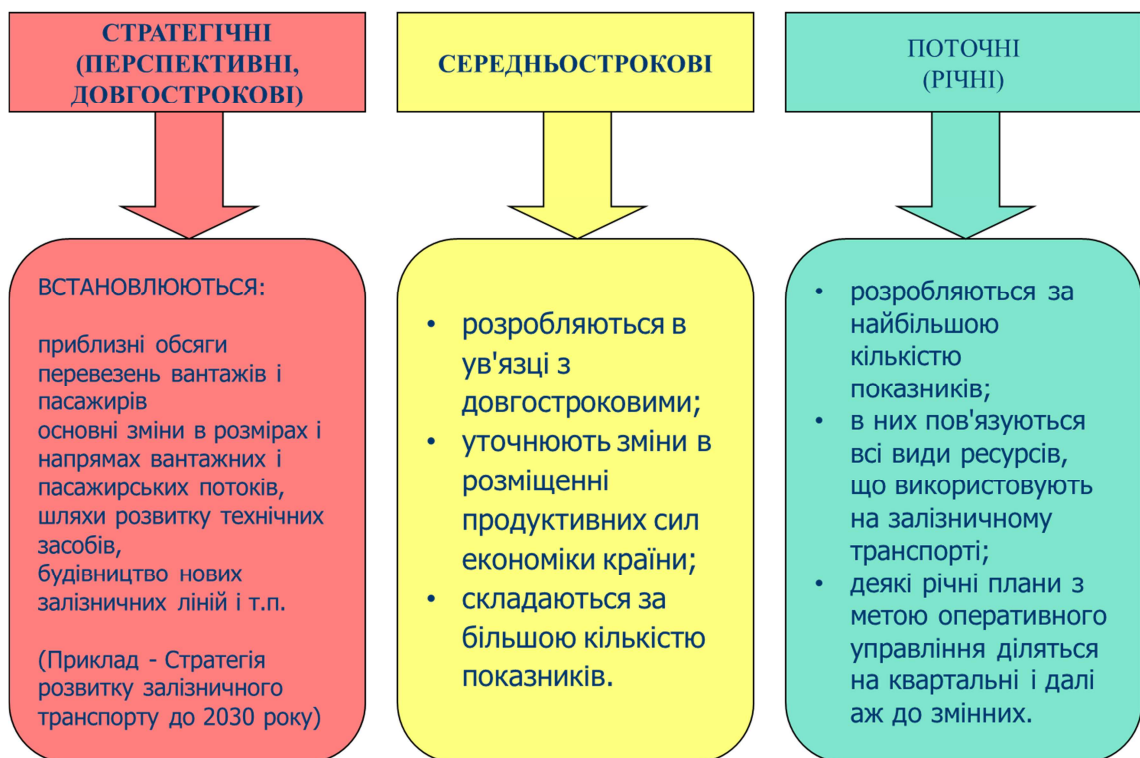 СТРАТЕГІЧНІ
(ПЕРСПЕКТИВНІ,
ДОВГОСТРОКОВІ)
ВСТАНОВЛЮЮТЬСЯ:
приблизні обсяги
перевезень вантажів і
пасажирів
основні зміни в розмірах і
напрямах вантажних і
пасажирських потоків,
шляхи розвитку технічних
засобів,
будівництво нових
залізничних ліній і т.п.
(Приклад - Стратегія
розвитку залізничного
транспорту до 2030 року)
СЕРЕДНЬОСТРОКОВІ
• розробляються в
ув'язці з
довгостроковими;
• уточнюють зміни в
розміщенні
продуктивних сил
економіки країни;
• складаються за
більшою кількістю
показників.
ПОТОЧНІ
(РІЧНІ)
• розробляються за
найбільшою
кількістю
показників;
• в них пов'язуються
всі види ресурсів,
що використовують
на залізничному
транспорті;
• деякі річні плани з
метою оперативного
управління діляться
на квартальні і далі
аж до змінних.